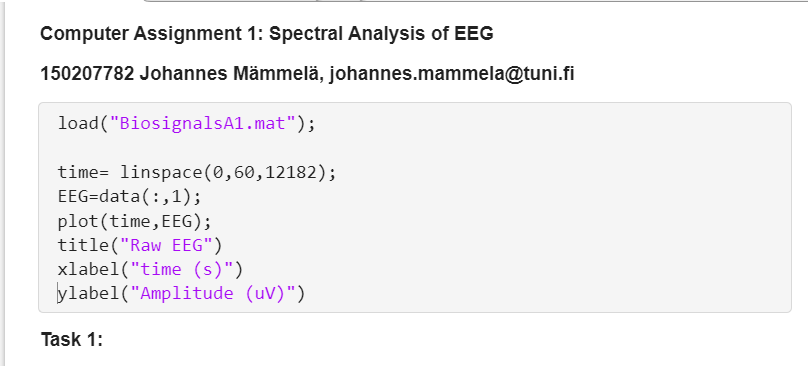 Computer Assignment 1: Spectral Analysis of EEG
150207782 Johannes Mämmelä, johannes.mammela@tuni.fi
load("BiosignalsA1.mat");
time= linspace(0,60,12182);
EEG=data(:,1);
plot(time,EEG);
title("Raw EEG")
xlabel("time (s)")
ylabel("Amplitude (uV)")
Task 1: